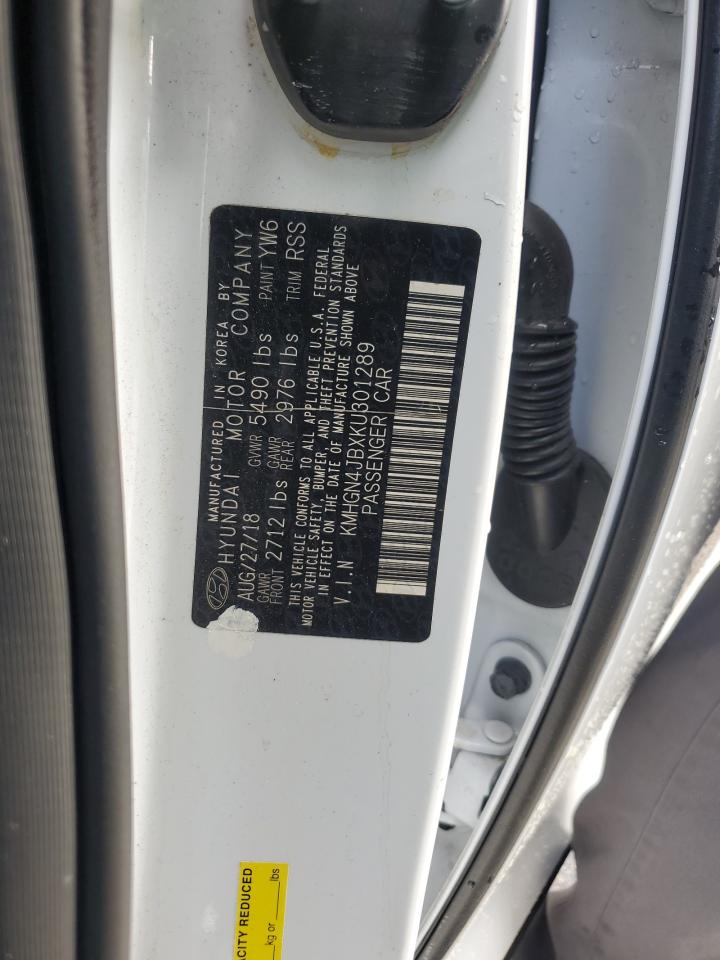 MANUFACTURED IN KOREA BY
HYUNDAI MOTOR COMPANY
AUG/27/18 GVWR 5490 lbs PAINT YW6
GAWR FRONT 2712 lbs GAWR REAR 2976 lbs TRIM RSS
THIS VEHICLE CONFORMS TO ALL APPLICABLE U.S.A. FEDERAL
MOTOR VEHICLE SAFETY, BUMPER, AND THEFT PREVENTION STANDARDS
IN EFFECT ON THE DATE OF MANUFACTURE SHOWN ABOVE
V.I.N KMHGN4JBXKU301289
PASSENGER CAR
ACITY REDUCED
kg or ____lbs